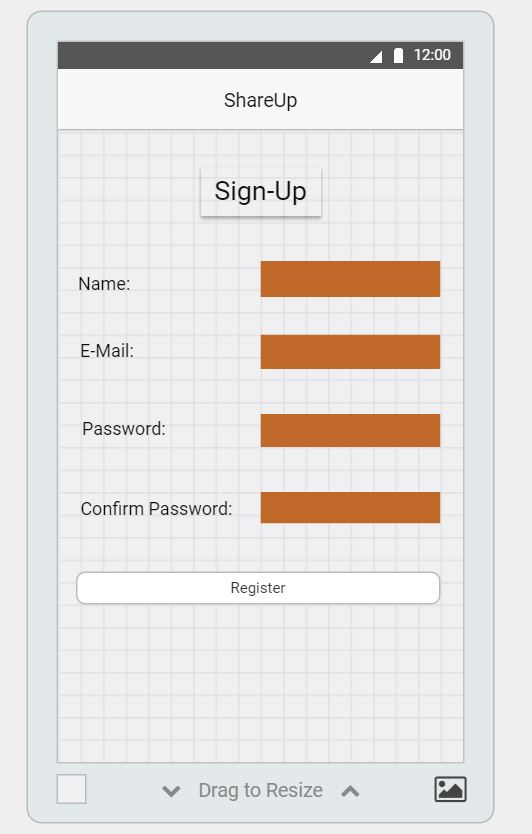 12:00
ShareUp
Sign-Up
Name:
E-Mail:
Password:
Confirm Password:
Register
Drag to Resize